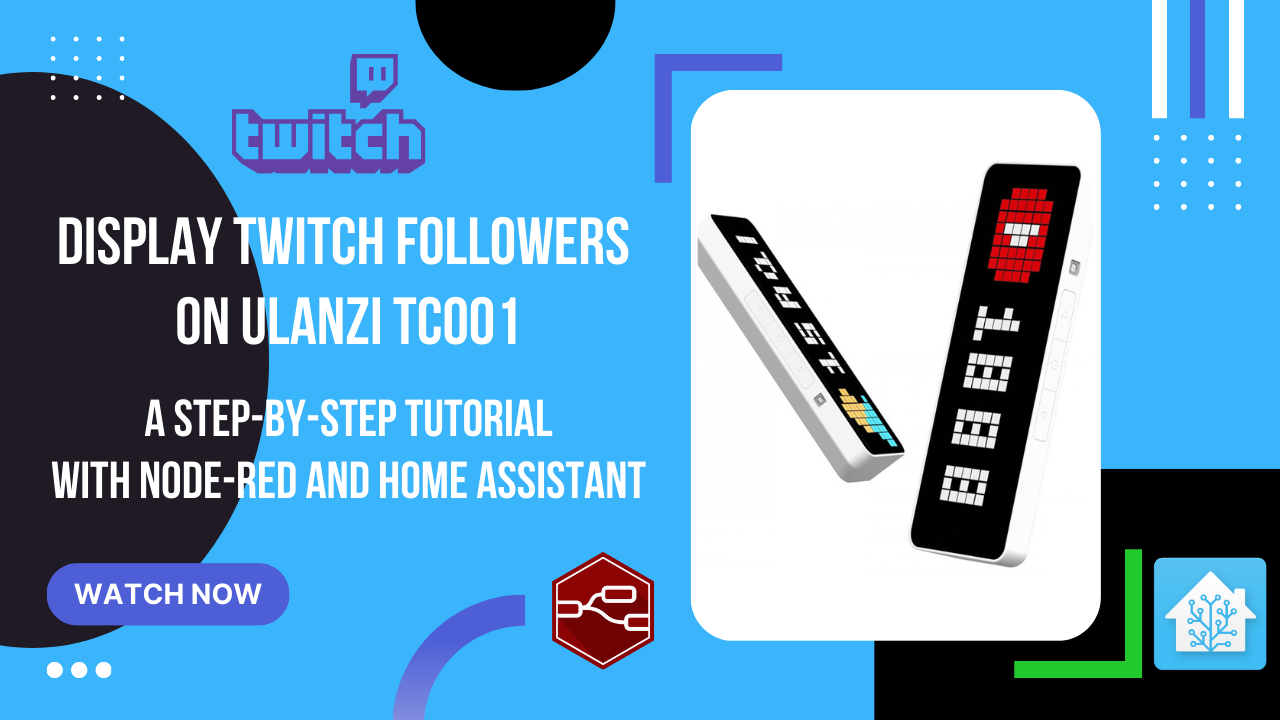 twitch
DISPLAY TWITCH FOLLOWERS
ON ULANZI TC001
A STEP-BY-STEP TUTORIAL
WITH NODE-RED AND HOME ASSISTANT
WATCH NOW